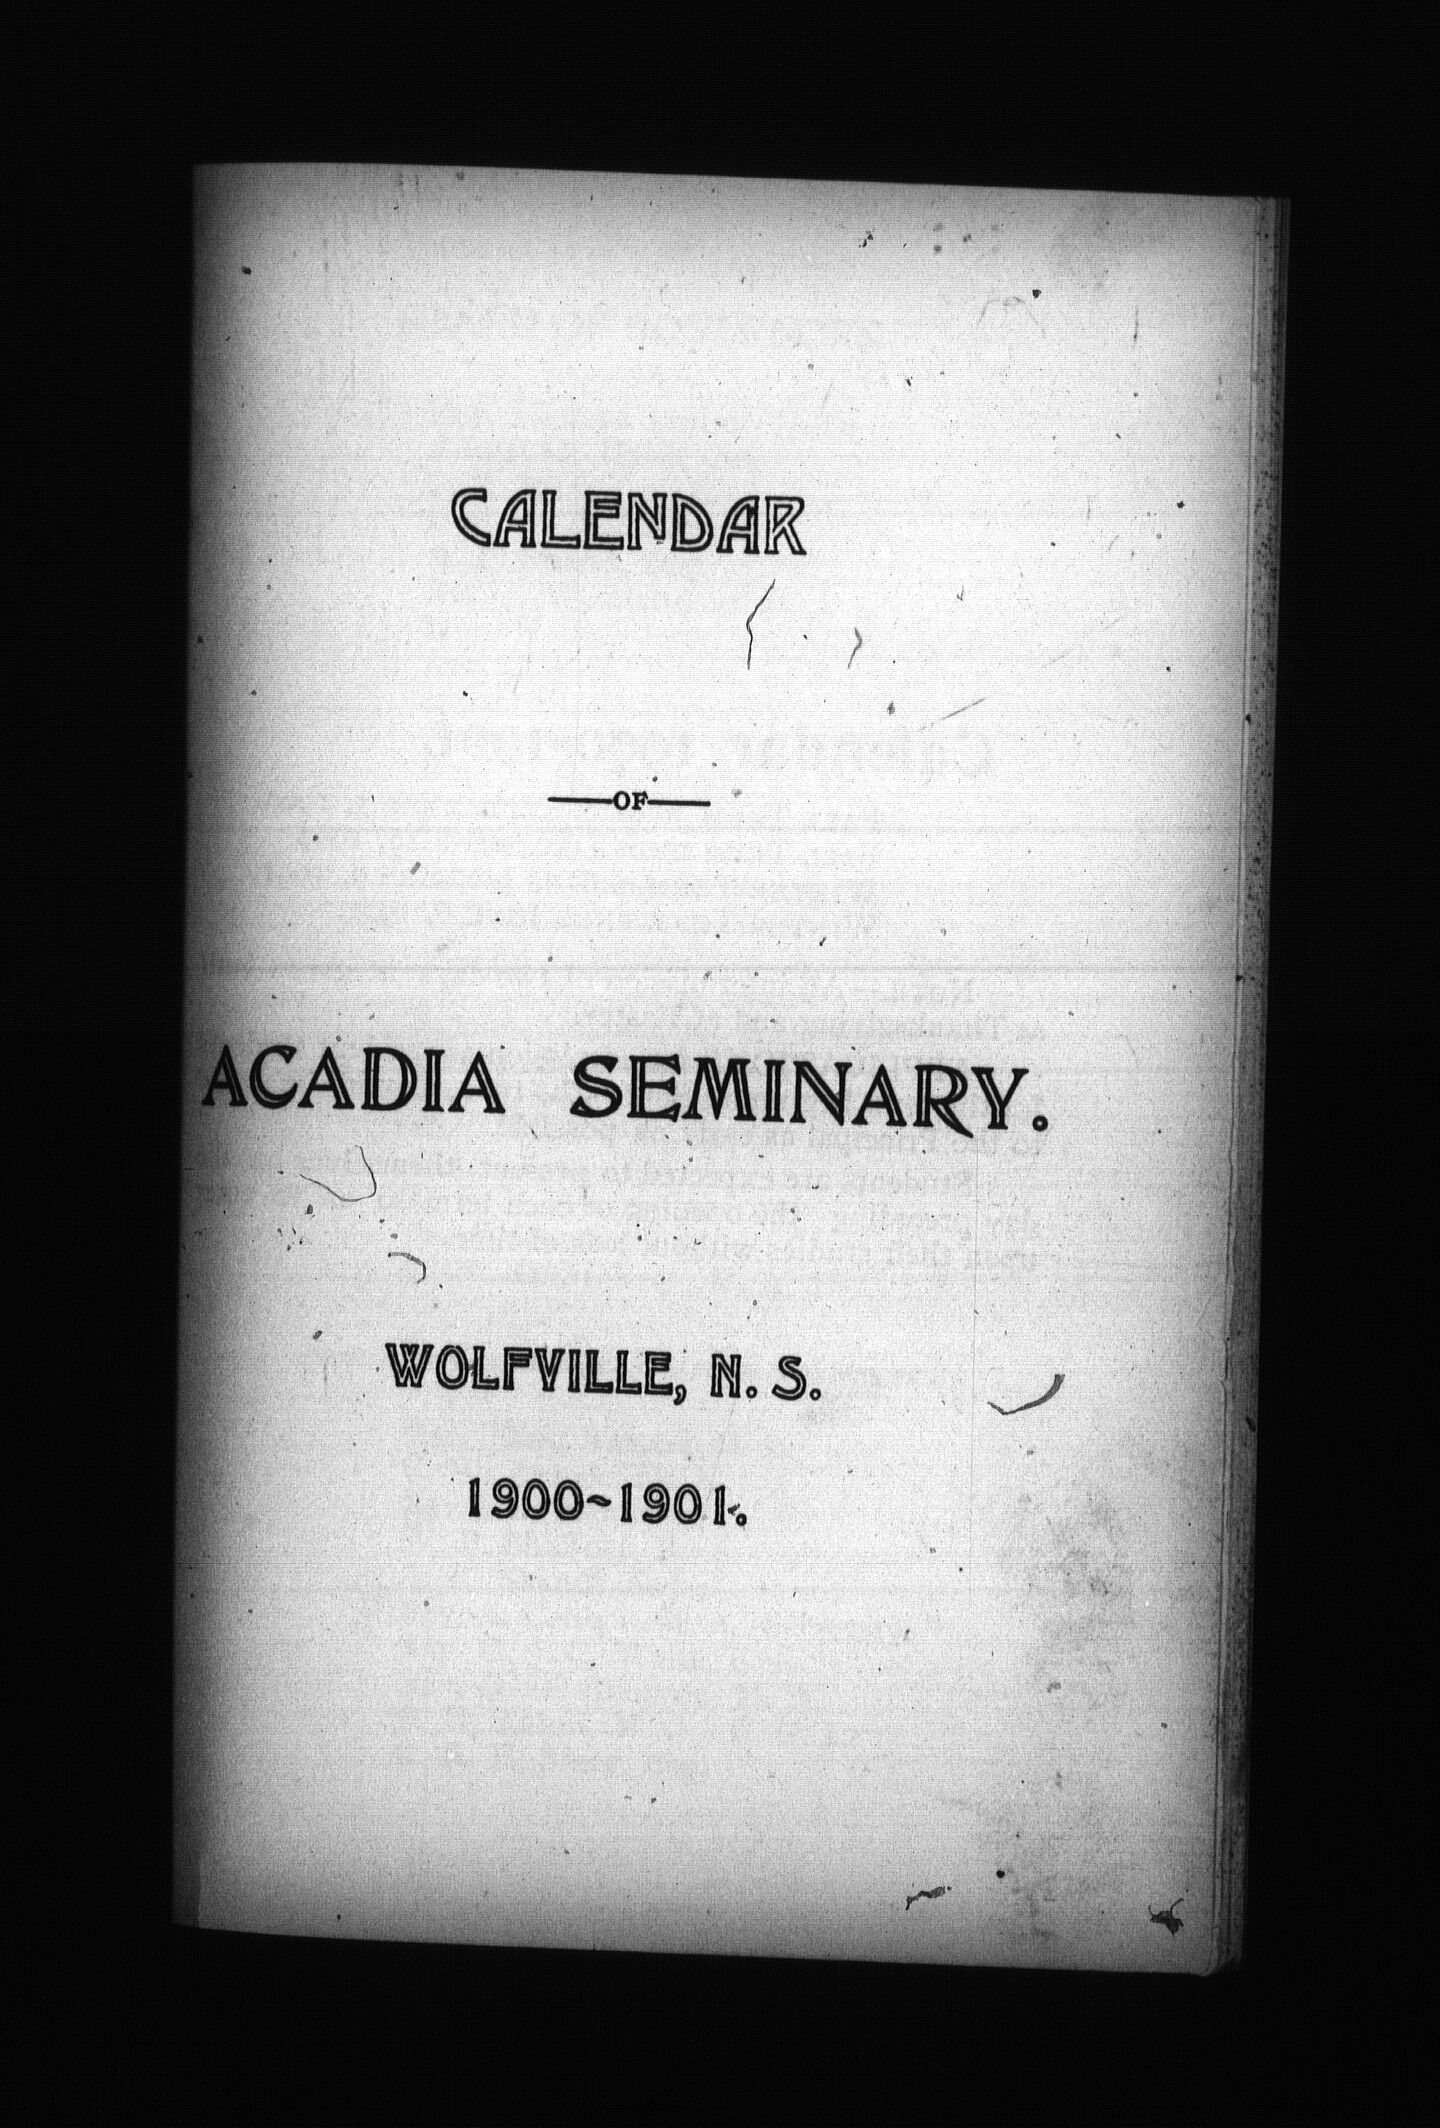 CALENDAR
OF
ACADIA SEMINARY.
WOLFVILLE, N. S.
1900~1901.